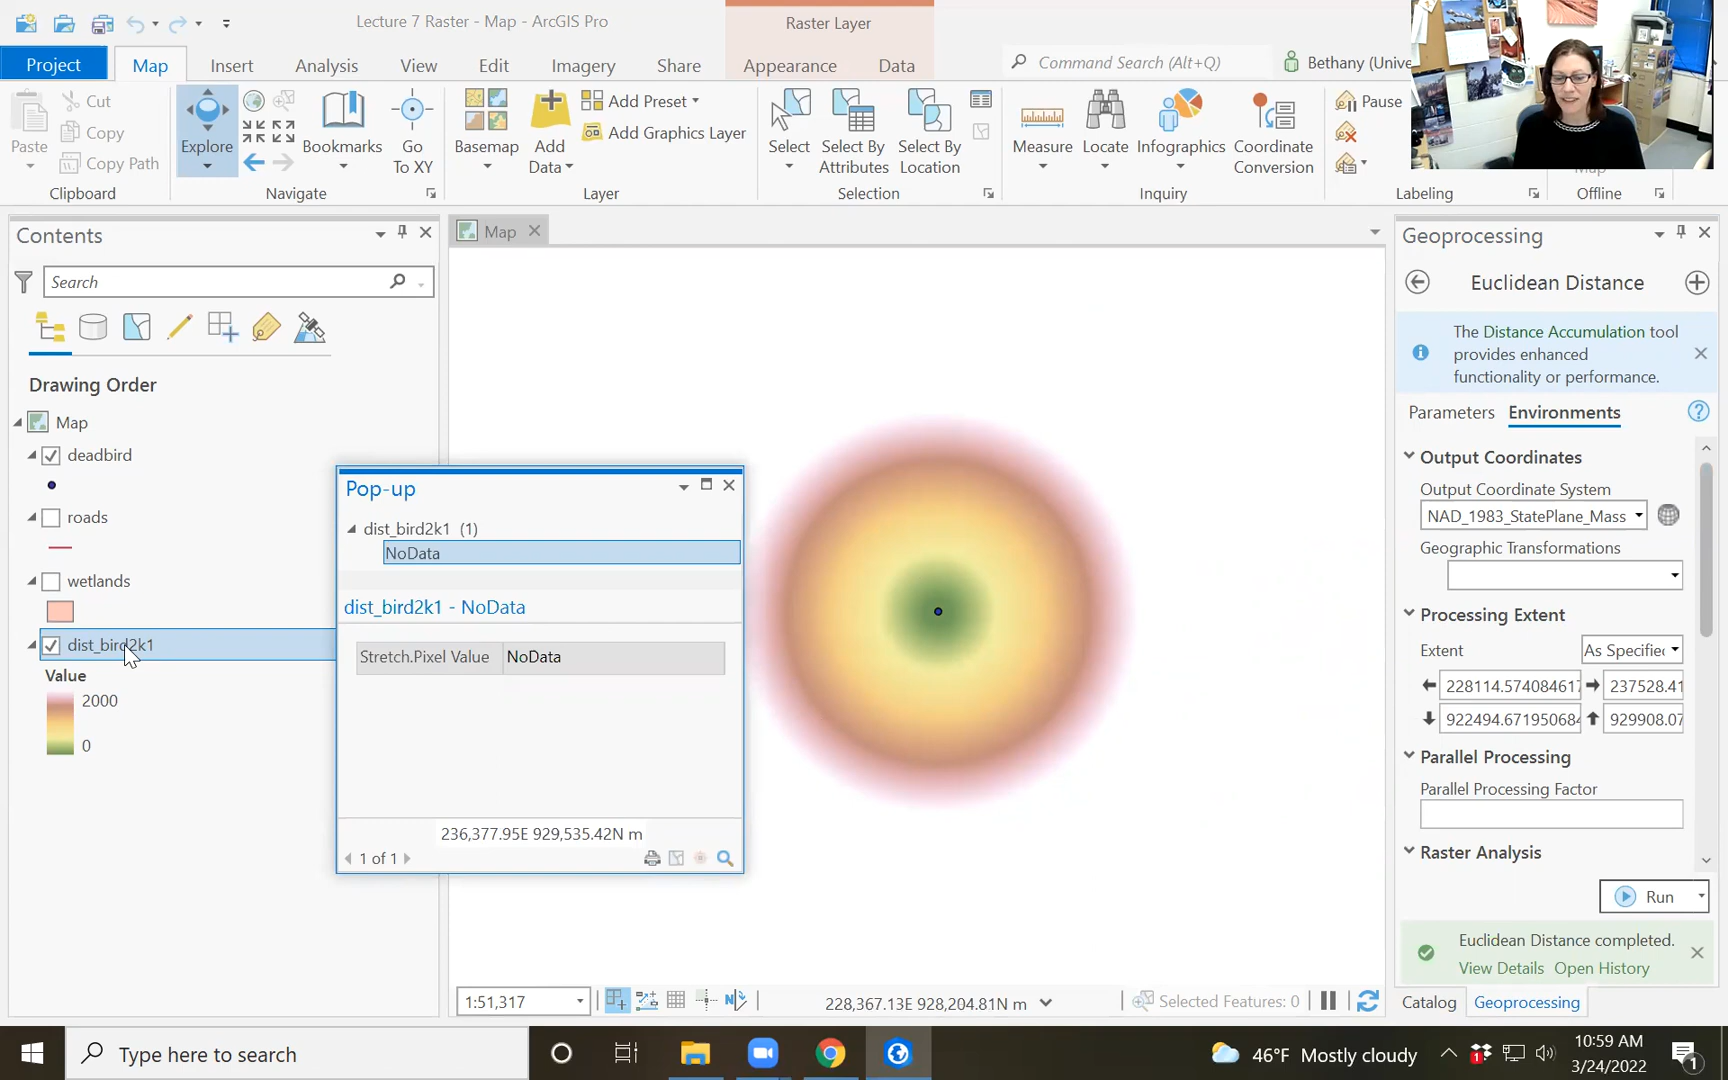 Lecture 7 Raster - Map - ArcGIS Pro
Raster Layer
Project
Map
Insert
Analysis
View
Edit
Imagery
Share
Appearance
Data
Command Search (Alt+Q)
Bethany (Unive
Paste
Cut
Copy
Copy Path
Clipboard
Explore
Bookmarks
Go
To XY
Navigate
Basemap
Add
Data
Add Preset
Add Graphics Layer
Layer
Select
Select By
Attributes
Select By
Location
Selection
Measure
Locate
Infographics
Coordinate
Conversion
Inquiry
Pause
Labeling
Map
Offline
Contents
Search
Drawing Order
Map
deadbird
roads
wetlands
dist_bird2k1
Value
2000
0
Map
Pop-up
dist_bird2k1 (1)
NoData
dist_bird2k1 - NoData
Stretch.Pixel Value NoData
236,377.95E 929,535.42N m
1 of 1
1:51,317
228,367.13E 928,204.81N m
Selected Features: 0
Geoprocessing
Euclidean Distance
The Distance Accumulation tool
provides enhanced
functionality or performance.
Parameters Environments
Output Coordinates
Output Coordinate System
NAD_1983_StatePlane_Mass
Geographic Transformations
Processing Extent
Extent
As Specified
228114.574084617
237528.41
922494.671950684
929908.07
Parallel Processing
Parallel Processing Factor
Raster Analysis
Run
Euclidean Distance completed.
View Details Open History
Catalog Geoprocessing
Type here to search
46°F Mostly cloudy
10:59 AM
3/24/2022
1